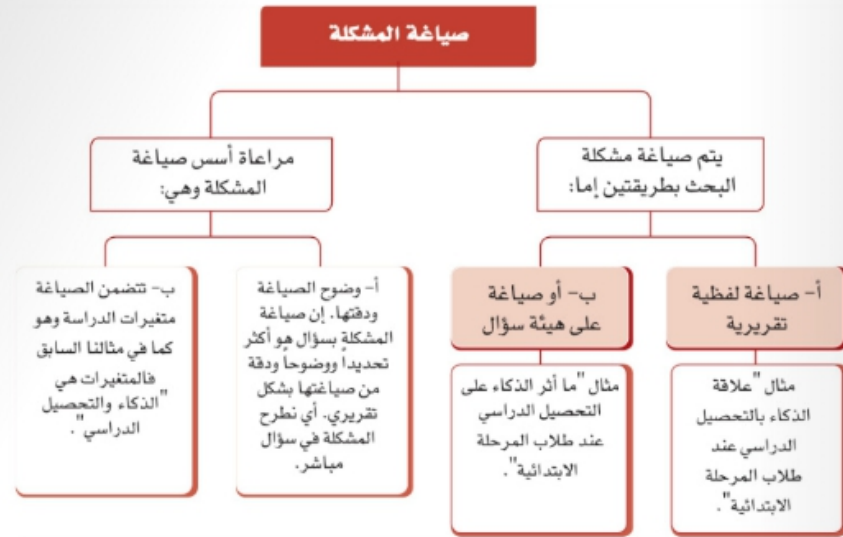 صياغة المشكلة
يتم صياغة مشكلة
البحث بطريقتين إما:
أ- صياغة لفظية
تقريرية
مثال "علاقة
الذكاء بالتحصيل
الدراسي عند
طلاب المرحلة
الابتدائية".
ب- أو صياغة
على هيئة سؤال
مثال "ما أثر الذكاء على
التحصيل الدراسي
عند طلاب المرحلة
الابتدائية".
مراعاة أسس صياغة
المشكلة وهي:
أ- وضوح الصياغة
ودقتها. إن صياغة
المشكلة بسؤال هو أكثر
تحديداً ووضوحاً ودقة
من صياغتها بشكل
تقريري. أي نطرح
المشكلة في سؤال
مباشر.
ب- تتضمن الصياغة
متغيرات الدراسة وهو
كما في مثالنا السابق
فالمتغيرات هي
"الذكاء والتحصيل
الدراسي".